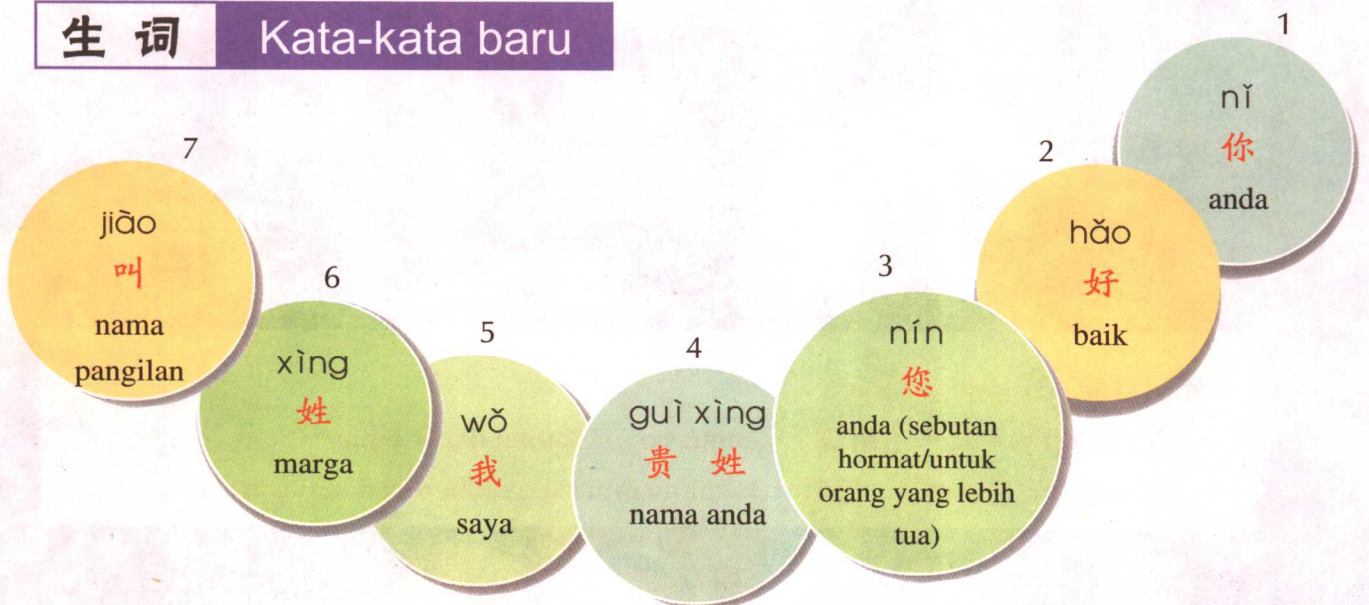 生词 Kata-kata baru
1
nǐ
你
anda
2
hǎo
好
baik
3
nín
您
anda (sebutan
hormat/untuk
orang yang lebih
tua)
4
guì xìng
贵 姓
nama anda
5
wǒ
我
saya
6
xìng
姓
marga
7
jiào
叫
nama
pangilan